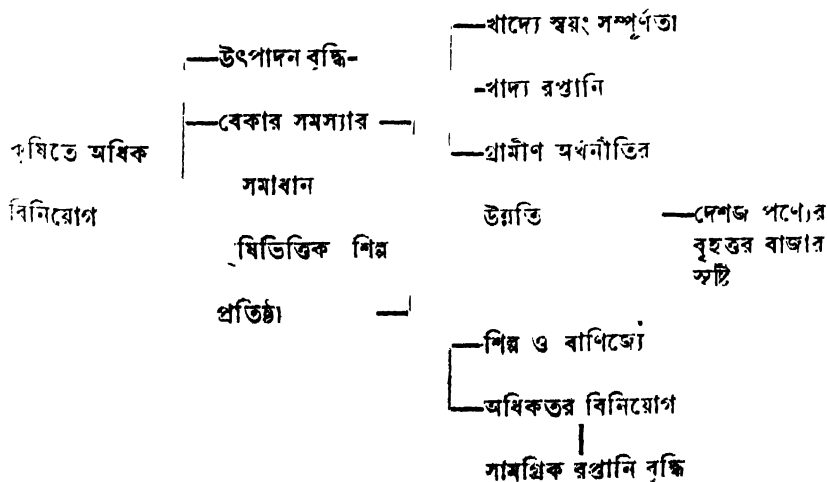 কৃষিতে অধিক
বিনিয়োগ
উৎপাদন বৃদ্ধি-
বেকার সমস্যার
সমাধান
ষিভিত্তিক শিল্প
প্রতিষ্ঠা
খাদ্যে স্বয়ং সম্পূর্ণতা
খাদ্য রপ্তানি
গ্রামীণ অর্থনীতির
উন্নতি
দেশজ পণ্যের
বৃহত্তর বাজার
সৃষ্টি
শিল্প ও বাণিজ্যে
অধিকতর বিনিয়োগ
সামগ্রিক রপ্তানি বৃদ্ধি